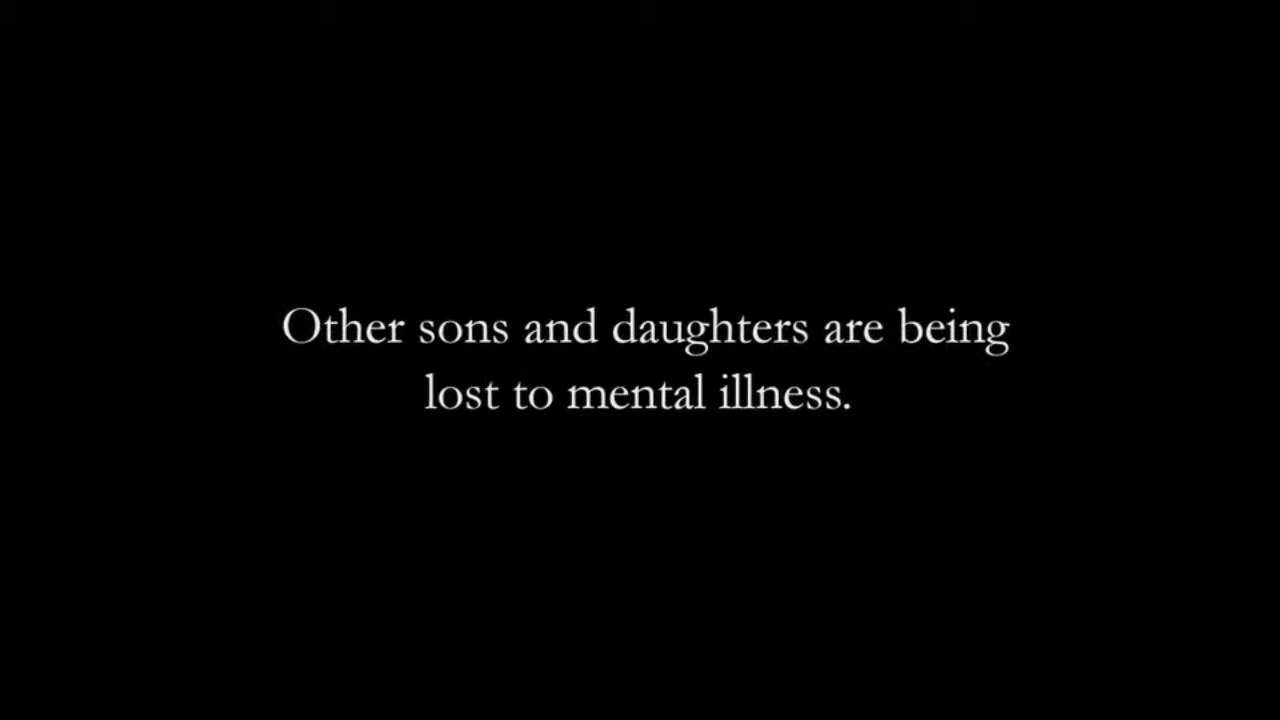 Other sons and daughters are being
lost to mental illness.